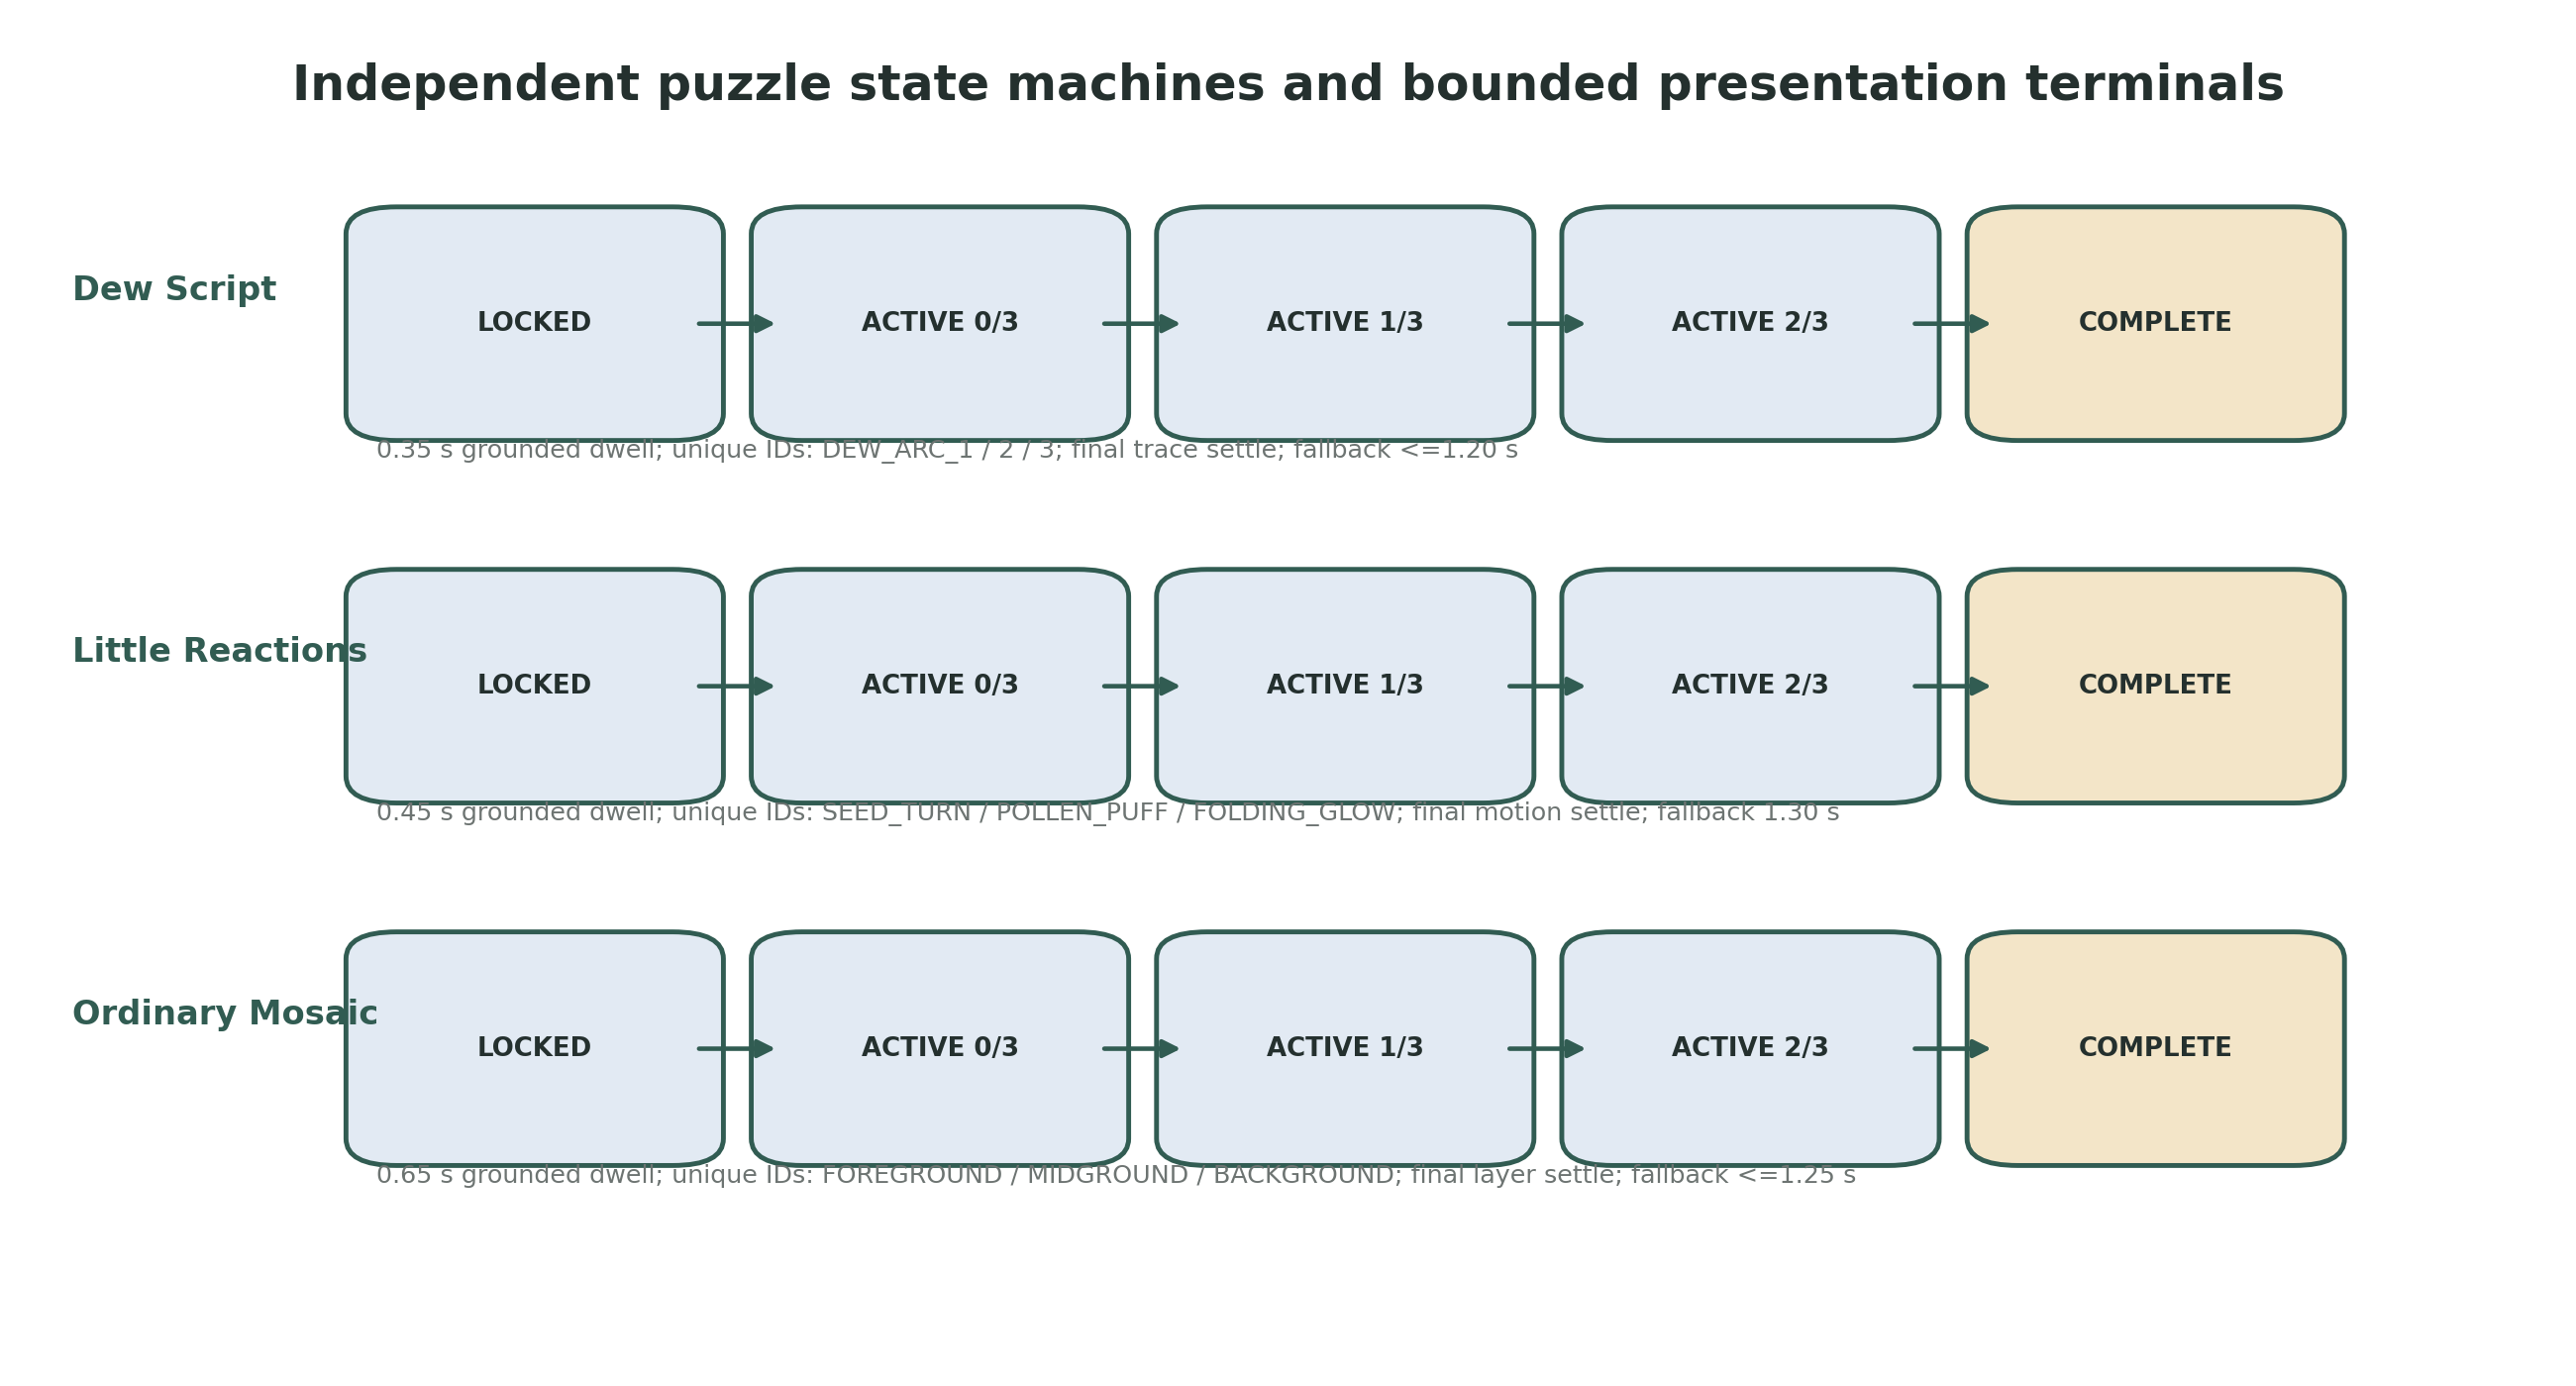 Independent puzzle state machines and bounded presentation terminals
Dew Script
LOCKED
ACTIVE 0/3
ACTIVE 1/3
ACTIVE 2/3
COMPLETE
0.35 s grounded dwell; unique IDs: DEW_ARC_1 / 2 / 3; final trace settle; fallback <=1.20 s
Little Reactions
LOCKED
ACTIVE 0/3
ACTIVE 1/3
ACTIVE 2/3
COMPLETE
0.45 s grounded dwell; unique IDs: SEED_TURN / POLLEN_PUFF / FOLDING_GLOW; final motion settle; fallback 1.30 s
Ordinary Mosaic
LOCKED
ACTIVE 0/3
ACTIVE 1/3
ACTIVE 2/3
COMPLETE
0.65 s grounded dwell; unique IDs: FOREGROUND / MIDGROUND / BACKGROUND; final layer settle; fallback <=1.25 s